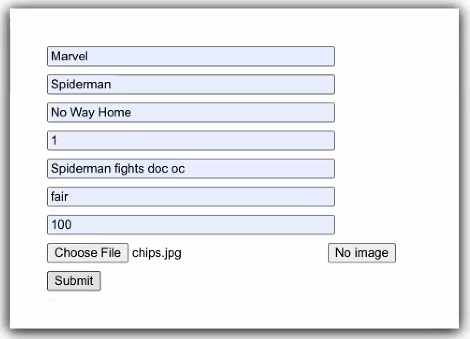 Marvel
Spiderman
No Way Home
1
Spiderman fights doc oc
fair
100
Choose File chips.jpg No image
Submit